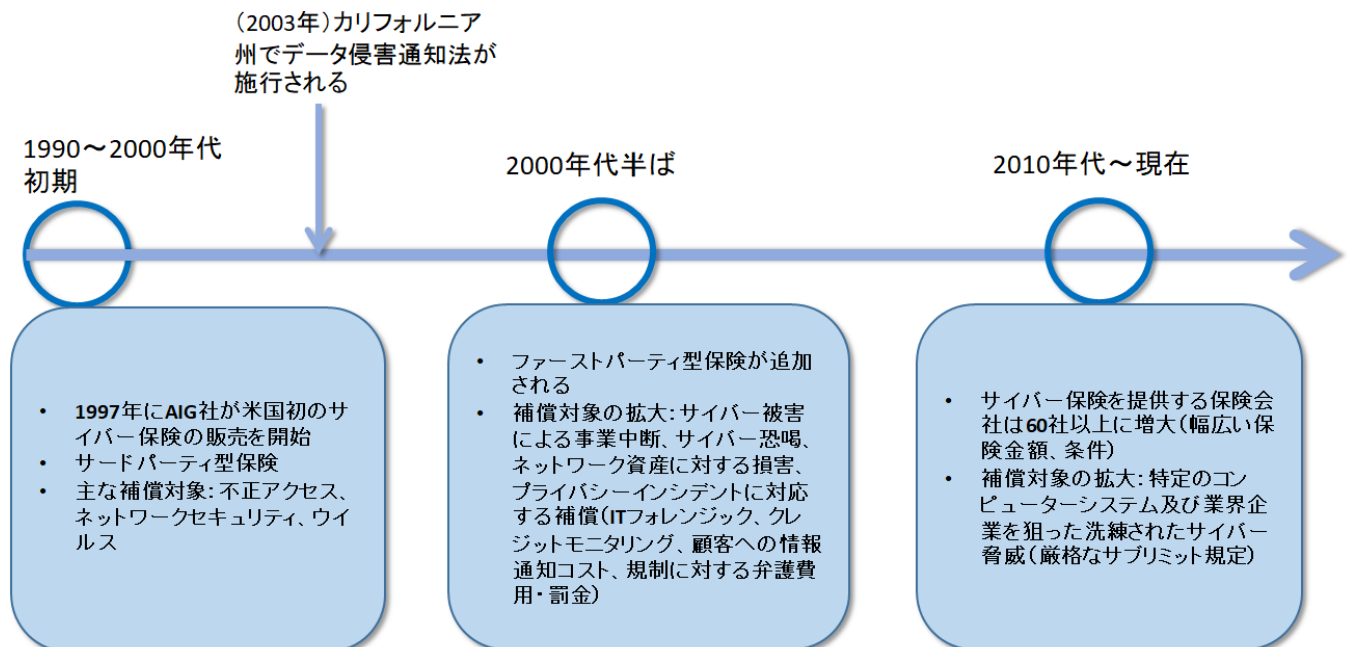 (2003年)カリフォルニア
州でデータ侵害通知法が
施行される
1990～2000年代
初期
2000年代半ば
2010年代～現在
• 1997年にAIG社が米国初のサ
イバー保険の販売を開始
• サードパーティ型保険
• 主な補償対象：不正アクセス、
ネットワークセキュリティ、ウイ
ルス
• ファーストパーティ型保険が追加
される
• 補償対象の拡大：サイバー被害
による事業中断、サイバー恐喝、
ネットワーク資産に対する損害、
プライバシーインシデントに対応
する補償（ITフォレンジック、クレ
ジットモニタリング、顧客への情報
通知コスト、規制に対する弁護費
用・罰金）
• サイバー保険を提供する保険会
社は60社以上に増大（幅広い保
険金額、条件）
• 補償対象の拡大：特定のコン
ピューターシステム及び業界企
業を狙った洗練されたサイバー
脅威（厳格なサブリミット規定）